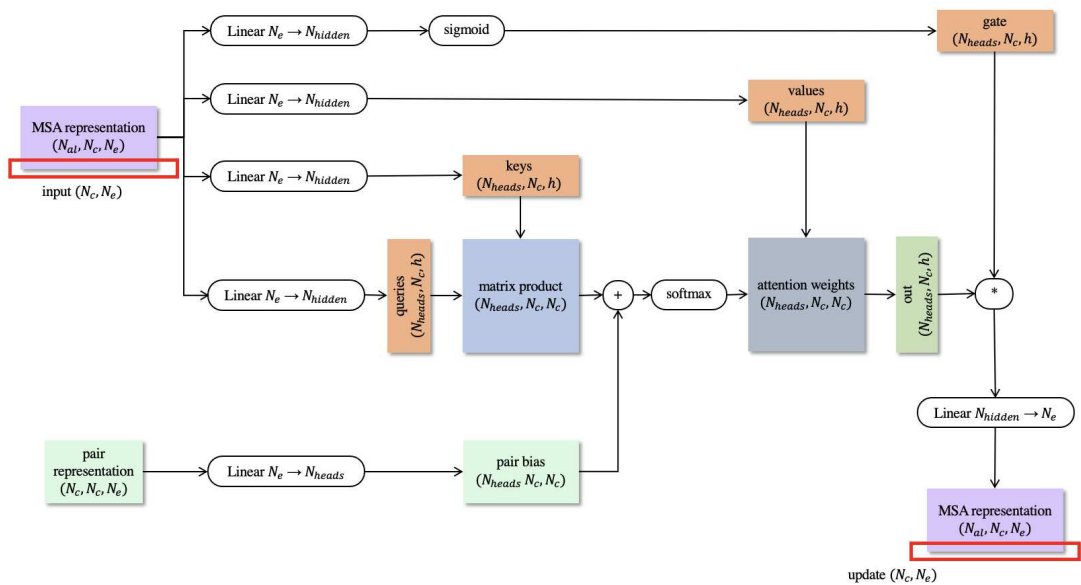 Linear N_e → N_hidden
sigmoid
gate
(N_heads, N_c, h)
Linear N_e → N_hidden
values
(N_heads, N_c, h)
MSA representation
(N_al, N_c, N_e)
input (N_c, N_e)
Linear N_e → N_hidden
keys
(N_heads, N_c, h)
Linear N_e → N_hidden
queries
(N_heads, N_c, h)
matrix product
(N_heads, N_c, N_c)
+
softmax
attention weights
(N_heads, N_c, N_c)
out
(N_heads, N_c, h)
*
Linear N_hidden → N_e
pair
representation
(N_c, N_c, N_e)
Linear N_e → N_heads
pair bias
(N_heads N_c, N_c)
MSA representation
(N_al, N_c, N_e)
update (N_c, N_e)